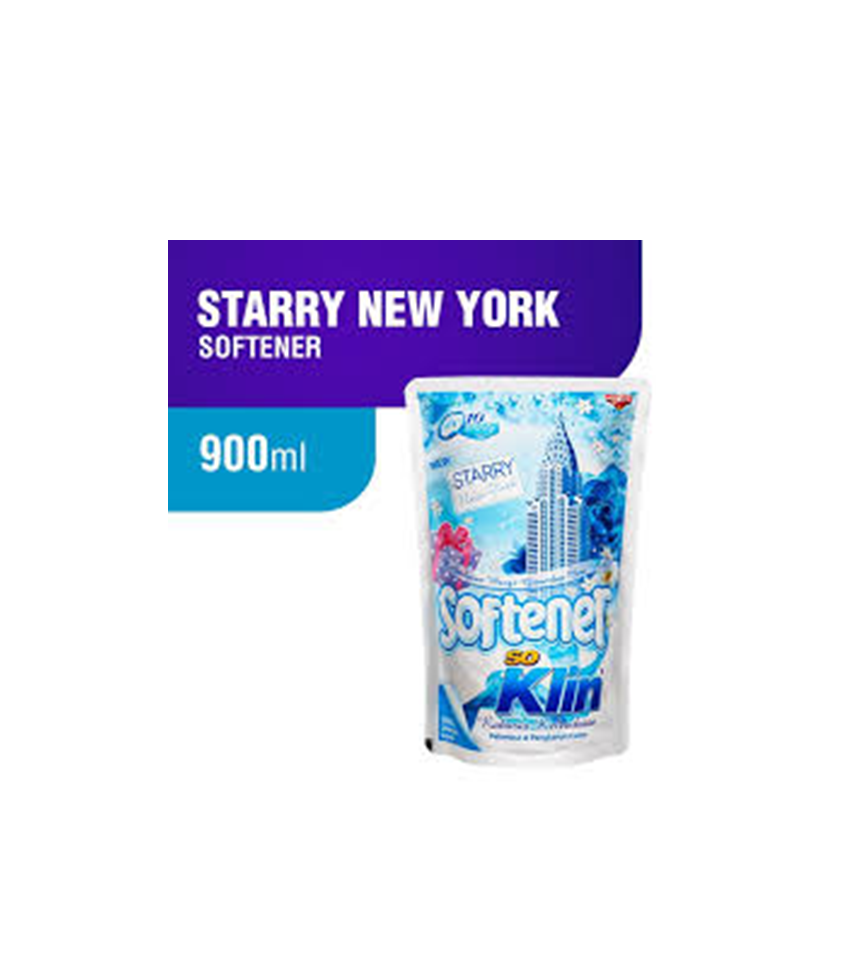 STARRY NEW YORK
SOFTENER
900ml
STARRY
Softener
SO
Klin